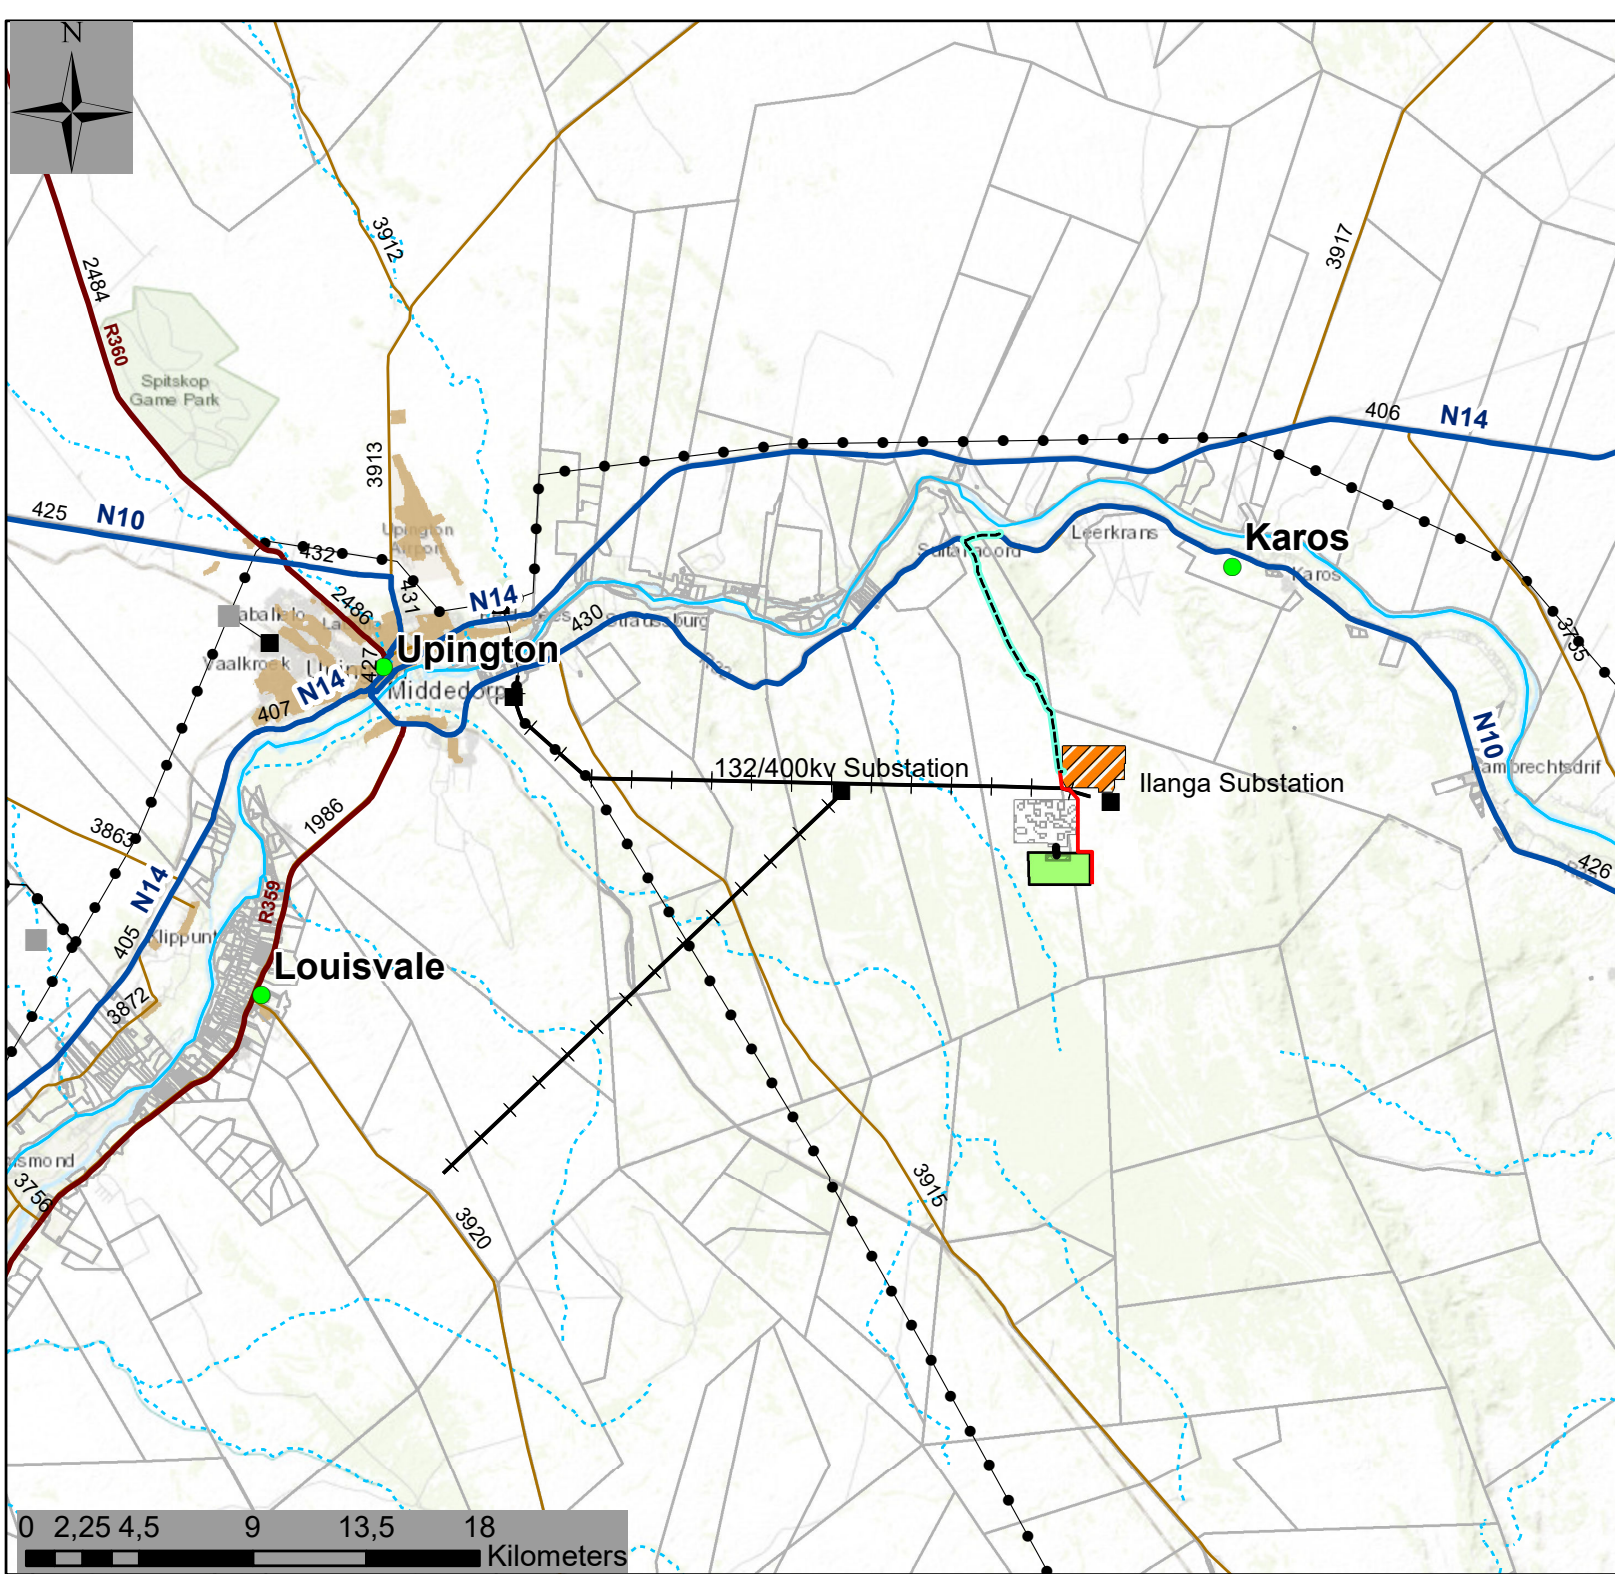 N
3912
3917
2484
R360
Spitskop
Game Park
406
N14
3913
425
N10
Upington
Airport
432
431
2486
N14
430
Straussburg
Leerkrans
Karos
Karos
3755
Vaalkroek
427
Upington
N14
Middedorp
407
132/400kv Substation
Ilanga Substation
N10
Lambrechtsdrif
426
1986
3863
N14
R359
405
Klippunt
Louisvale
3872
3756
3920
3915
0 2,25 4,5 9 13,5 18
Kilometers